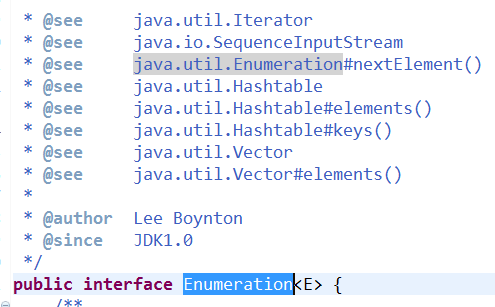 * @see java.util.Iterator
* @see java.io.SequenceInputStream
* @see java.util.Enumeration#nextElement()
* @see java.util.Hashtable
* @see java.util.Hashtable#elements()
* @see java.util.Hashtable#keys()
* @see java.util.Vector
* @see java.util.Vector#elements()
*
* @author Lee Boynton
* @since JDK1.0
*/
public interface Enumeration<E> {
/**